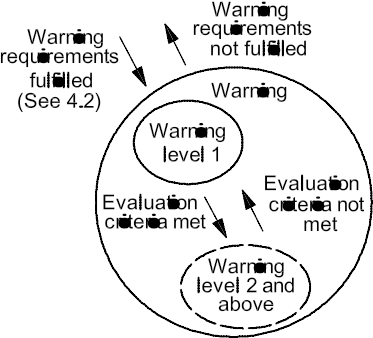 Warning
requirements
fulfilled
(See 4.2)
Warning
requirements
not fulfilled
Warning
Warning
level 1
Evaluation
criteria met
Evaluation
criteria not
met
Warning
level 2 and
above